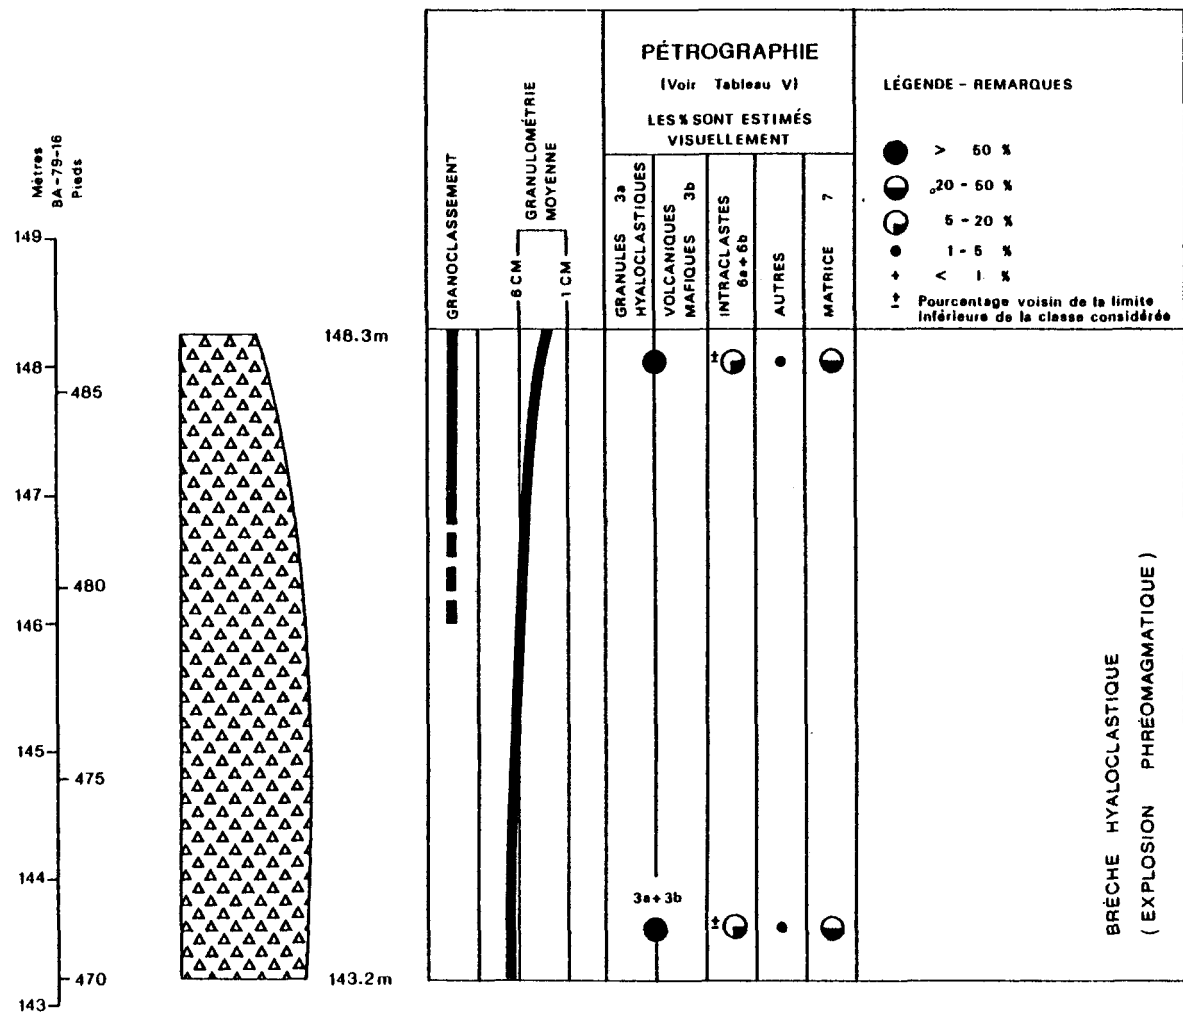 PÉTROGRAPHIE
(Voir Tableau V)
LES % SONT ESTIMÉS
VISUELLEMENT
LÉGENDE - REMARQUES
> 50 %
20 - 50 %
5 - 20 %
1 - 5 %
< 1 %
± Pourcentage voisin de la limite
inférieure de la classe considérée
Mètres
BA-79-16
Pieds
GRANOCLASSEMENT
GRANULOMÉTRIE
MOYENNE
6 CM
1 CM
GRANULES 3a
HYALOCLASTIQUES
VOLCANIQUES
MAFIQUES 3b
INTRACLASTES
6a+6b
AUTRES
MATRICE 7
149
148.3m
±
148
485
147
480
146
145
475
144
3a+3b
±
470
143.2m
143
BRÈCHE HYALOCLASTIQUE
(EXPLOSION PHRÉOMAGMATIQUE)